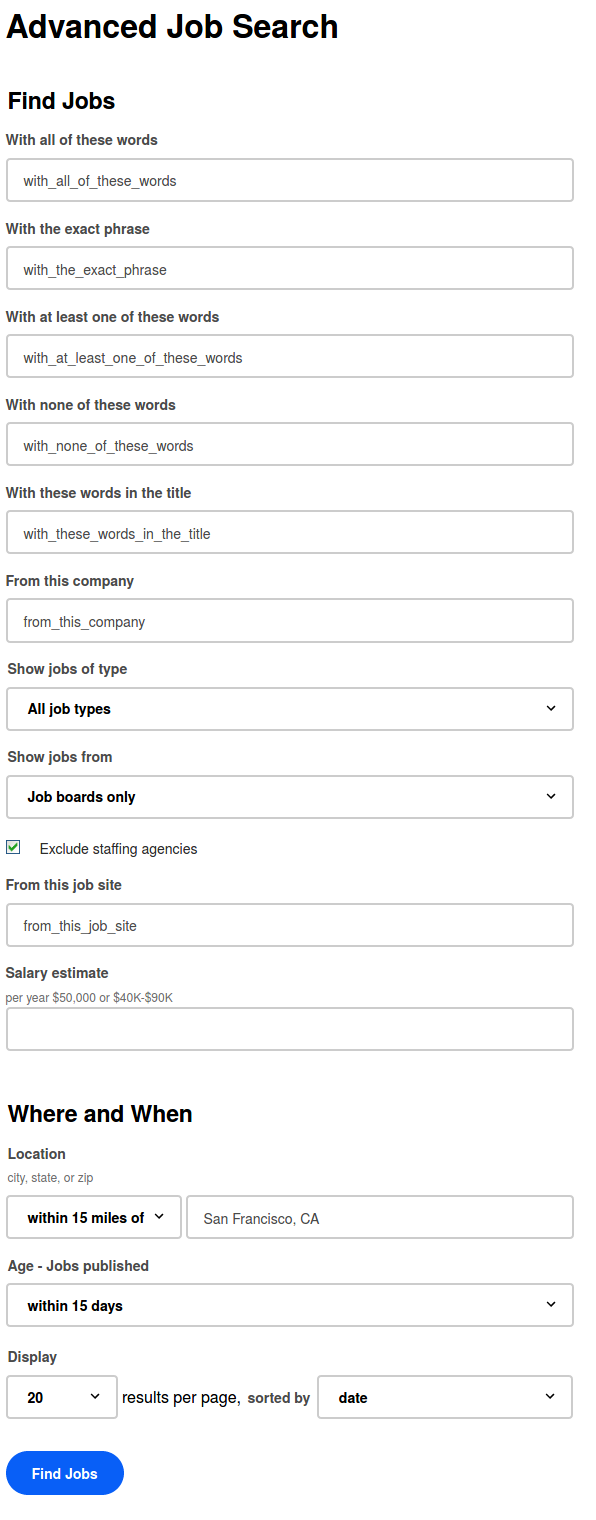 Advanced Job Search
Find Jobs
With all of these words
with_all_of_these_words
With the exact phrase
with_the_exact_phrase
With at least one of these words
with_at_least_one_of_these_words
With none of these words
with_none_of_these_words
With these words in the title
with_these_words_in_the_title
From this company
from_this_company
Show jobs of type
All job types
Show jobs from
Job boards only
Exclude staffing agencies
From this job site
from_this_job_site
Salary estimate
per year $50,000 or $40K-$90K
Where and When
Location
city, state, or zip
within 15 miles of San Francisco, CA
Age - Jobs published
within 15 days
Display
20 results per page, sorted by date
Find Jobs